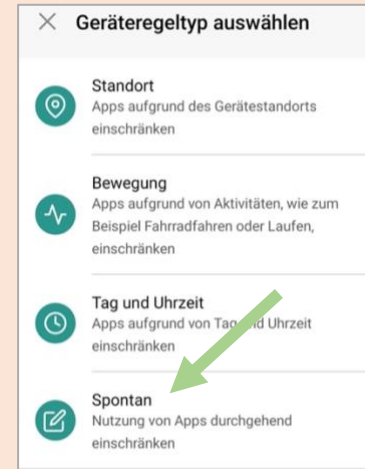 Geräteregeltyp auswählen
Standort
Apps aufgrund des Gerätestandorts
einschränken
Bewegung
Apps aufgrund von Aktivitäten, wie zum
Beispiel Fahrradfahren oder Laufen,
einschränken
Tag und Uhrzeit
Apps aufgrund von Tag und Uhrzeit
einschränken
Spontan
Nutzung von Apps durchgehend
einschränken